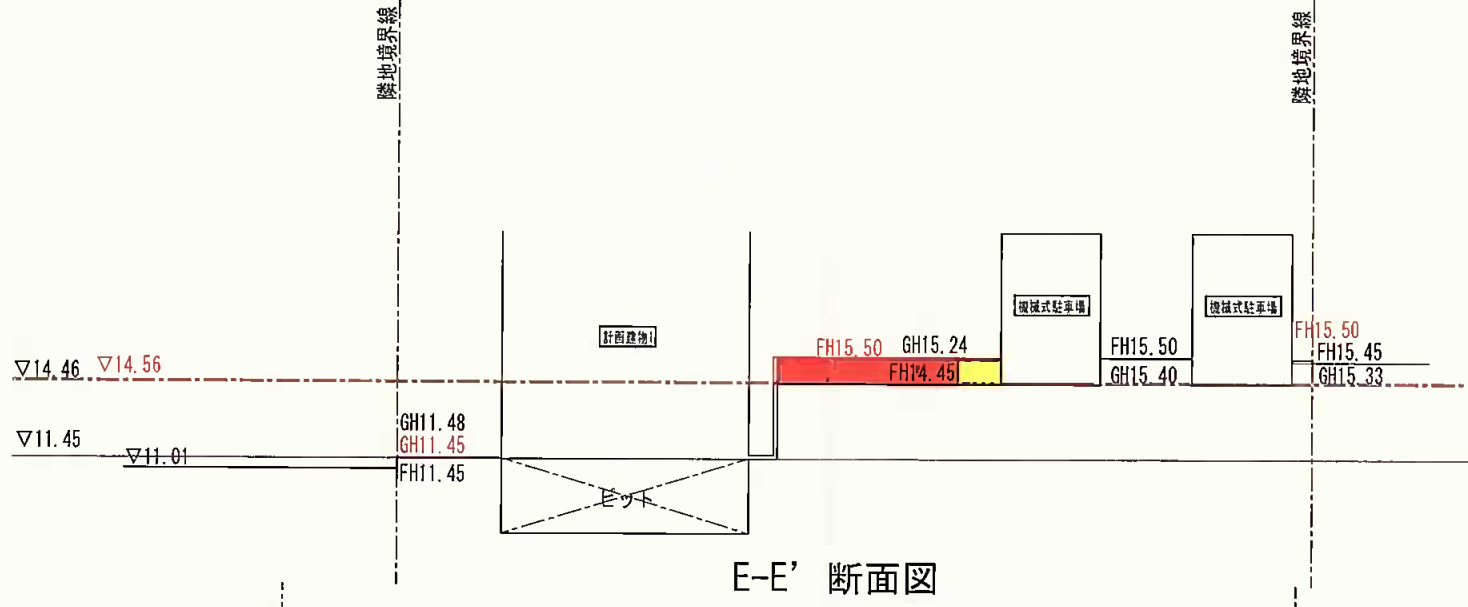 隣地境界線
隣地境界線
計画建物1
機械式駐車場
機械式駐車場
FH15.50
GH15.24
FH15.50
FH15.50
FH15.45
▽14.46
▽14.56
FH14.45
GH15.40
GH15.33
GH11.48
▽11.45
GH11.45
▽11.01
FH11.45
ピット
E-E’ 断面図